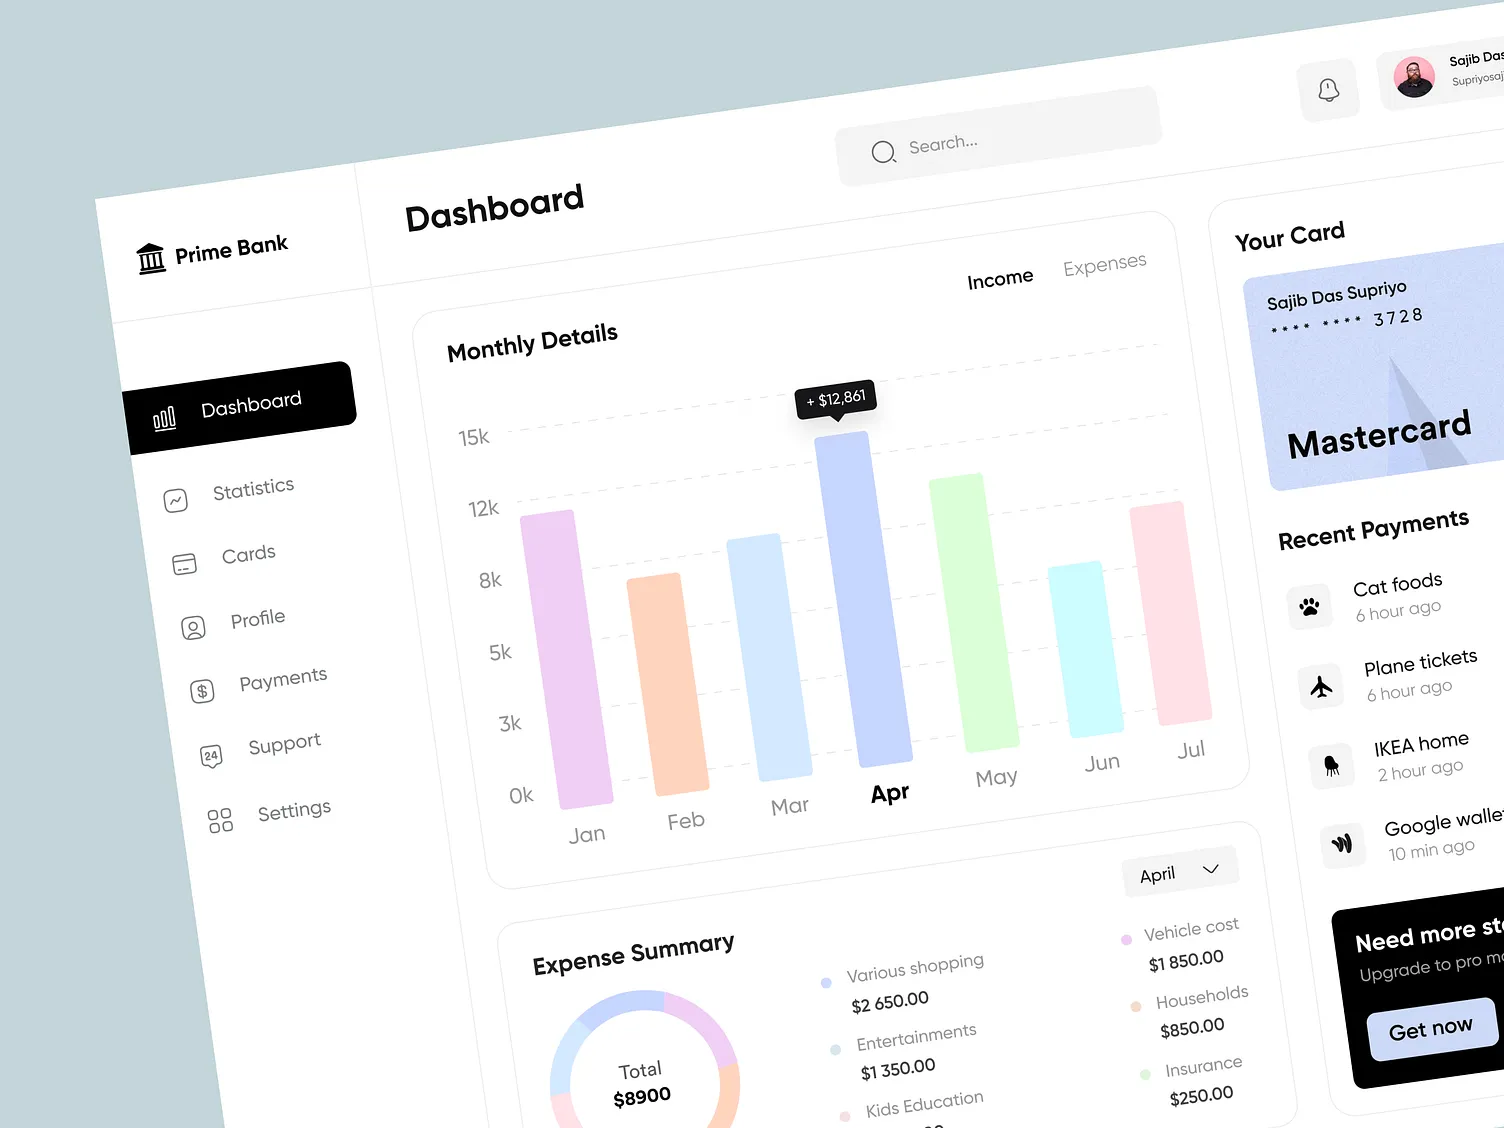 Prime Bank
Dashboard
Search...
Sajib Das
Dashboard
Statistics
Cards
Profile
$
Payments
24
Support
Settings
Monthly Details
Income
Expenses
+ $12,861
15k
12k
8k
5k
3k
0k
Jan
Feb
Mar
Apr
May
Jun
Jul
Expense Summary
April
Total
$8900
Various shopping
$2 650.00
Entertainments
$1 350.00
Kids Education
Vehicle cost
$1 850.00
Households
$850.00
Insurance
$250.00
Your Card
Sajib Das Supriyo
**** **** 3728
Mastercard
Recent Payments
Cat foods
6 hour ago
Plane tickets
6 hour ago
IKEA home
2 hour ago
Google wallet
10 min ago
Need more
Upgrade to pro
Get now